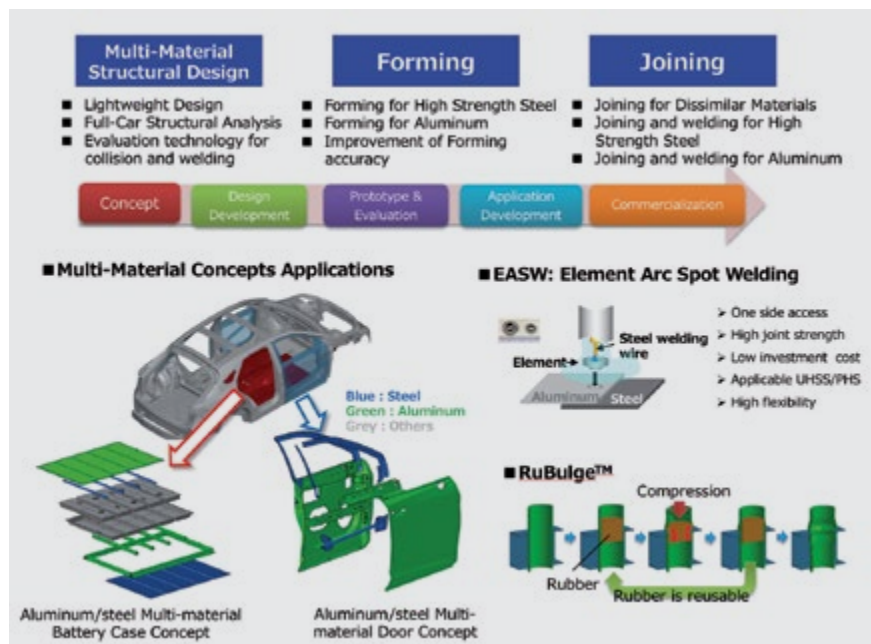 Multi-Material
Structural Design
■ Lightweight Design
■ Full-Car Structural Analysis
■ Evaluation technology for
collision and welding
Forming
■ Forming for High Strength Steel
■ Forming for Aluminum
■ Improvement of Forming
accuracy
Joining
■ Joining for Dissimilar Materials
■ Joining and welding for High
Strength Steel
■ Joining and welding for Aluminum
Concept
Design
Development
Prototype &
Evaluation
Application
Development
Commercialization
■Multi-Material Concepts Applications
Blue : Steel
Green : Aluminum
Grey : Others
Aluminum/steel Multi-material
Battery Case Concept
Aluminum/steel Multi-
material Door Concept
■EASW: Element Arc Spot Welding
Steel welding
wire
Element
Aluminum
Steel
➢ One side access
➢ High joint strength
➢ Low investment cost
➢ Applicable UHSS/PHS
➢ High flexibility
■RuBulge™
Compression
Rubber
Rubber is reusable